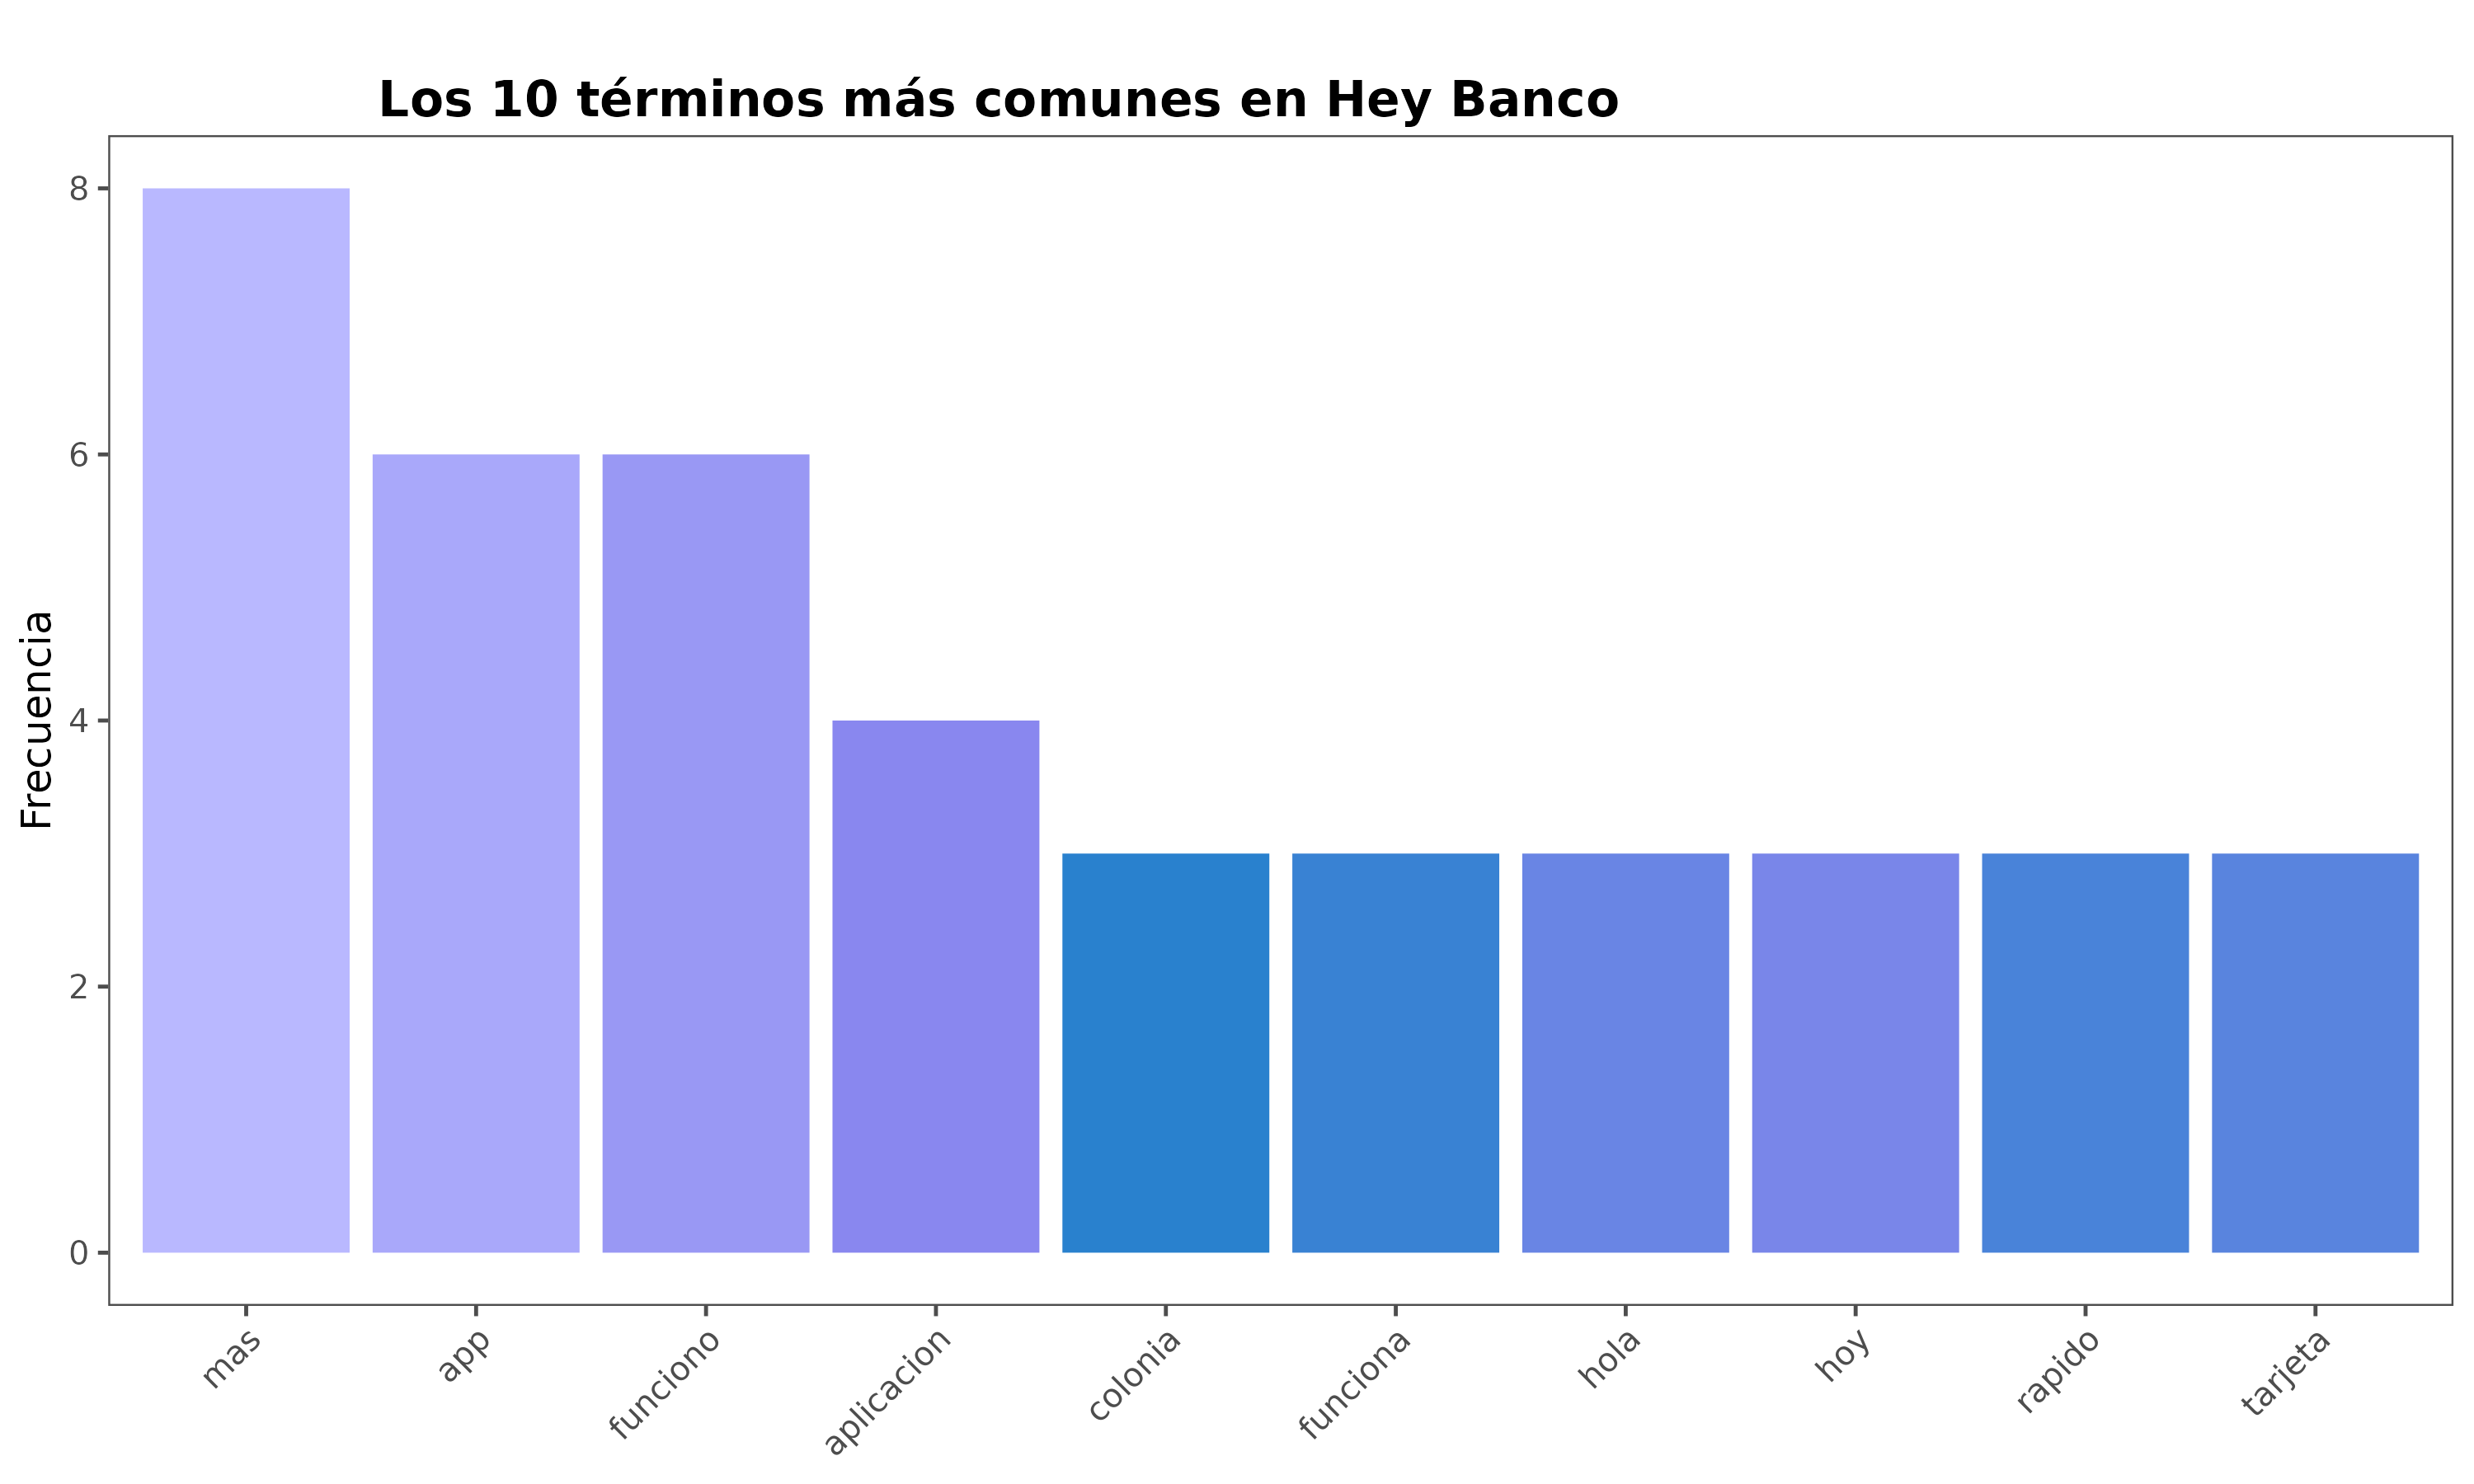 Los 10 términos más comunes en Hey Banco
Frecuencia
8
6
4
2
0
mas
app
funciono
aplicacion
colonia
funciona
hola
hoy
rapido
tarjeta